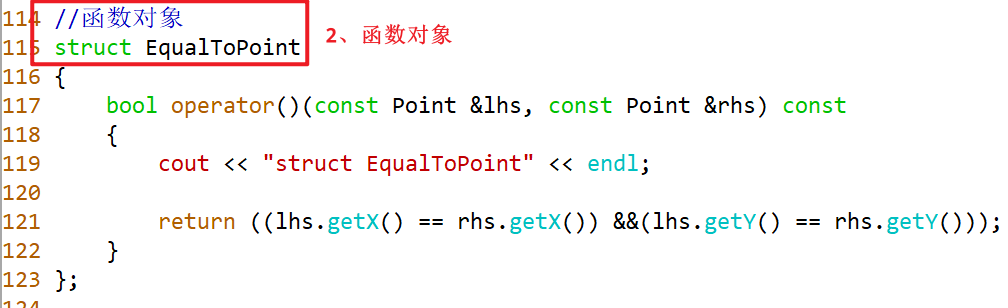 114 //函数对象
2、函数对象
115 struct EqualToPoint
116 {
117     bool operator()(const Point &lhs, const Point &rhs) const
118     {
119         cout << "struct EqualToPoint" << endl;
120
121         return ((lhs.getX() == rhs.getX()) &&(lhs.getY() == rhs.getY()));
122     }
123 };